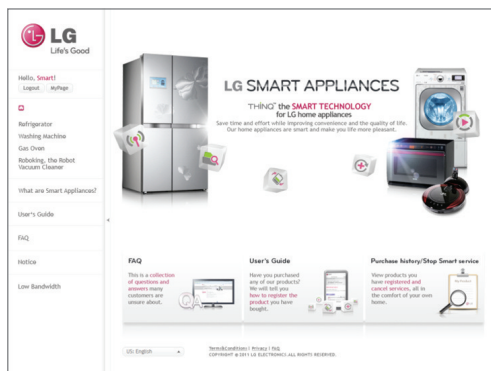 LG
Life's Good
Hello, Smart!
Logout MyPage
Refrigerator
Washing Machine
Gas Oven
Roboking, the Robot
Vacuum Cleaner
What are Smart Appliances?
User's Guide
FAQ
Notice
Low Bandwidth
LG SMART APPLIANCES
THINQ™ the SMART TECHNOLOGY
for LG home appliances
Save time and effort while improving convenience and the quality of life.
Our home appliances are smart and make you life more pleasant.
FAQ
This is a collection
of questions and
answers many
customers are
unsure about.
QA
User's Guide
Have you purchased
any of our products?
We will tell you
how to register the
product you have
bought.
Purchase history/Stop Smart service
View products you
have registered and
cancel services, all in
the comfort of your own
home.
US: English
Term&Conditions | Privacy | FAQ
COPYRIGHT @ 2011 LG ELECTRONICS.ALL RIGHTS RESERVED.